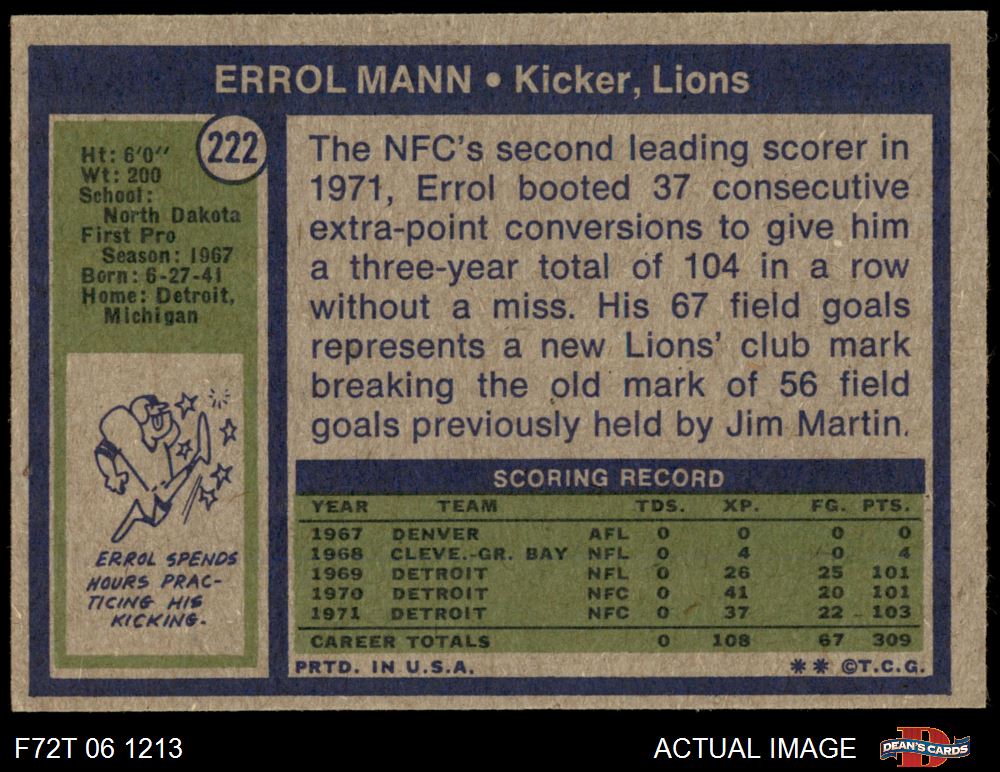 ERROL MANN • Kicker, Lions
222
Ht: 6'0"
Wt: 200
School:
North Dakota
First Pro
Season: 1967
Born: 6-27-41
Home: Detroit,
Michigan
ERROL SPENDS
HOURS PRAC-
TICING HIS
KICKING.
The NFC's second leading scorer in
1971, Errol booted 37 consecutive
extra-point conversions to give him
a three-year total of 104 in a row
without a miss. His 67 field goals
represents a new Lions' club mark
breaking the old mark of 56 field
goals previously held by Jim Martin.
SCORING RECORD
YEAR TEAM TDS. XP. FG. PTS.
1967 DENVER AFL 0 0 0 0
1968 CLEVE.-GR. BAY NFL 0 4 0 4
1969 DETROIT NFL 0 26 25 101
1970 DETROIT NFC 0 41 20 101
1971 DETROIT NFC 0 37 22 103
CAREER TOTALS 0 108 67 309
PRTD. IN U.S.A. ** ©T.C.G.
F72T 06 1213 ACTUAL IMAGE D DEAN'S CARDS